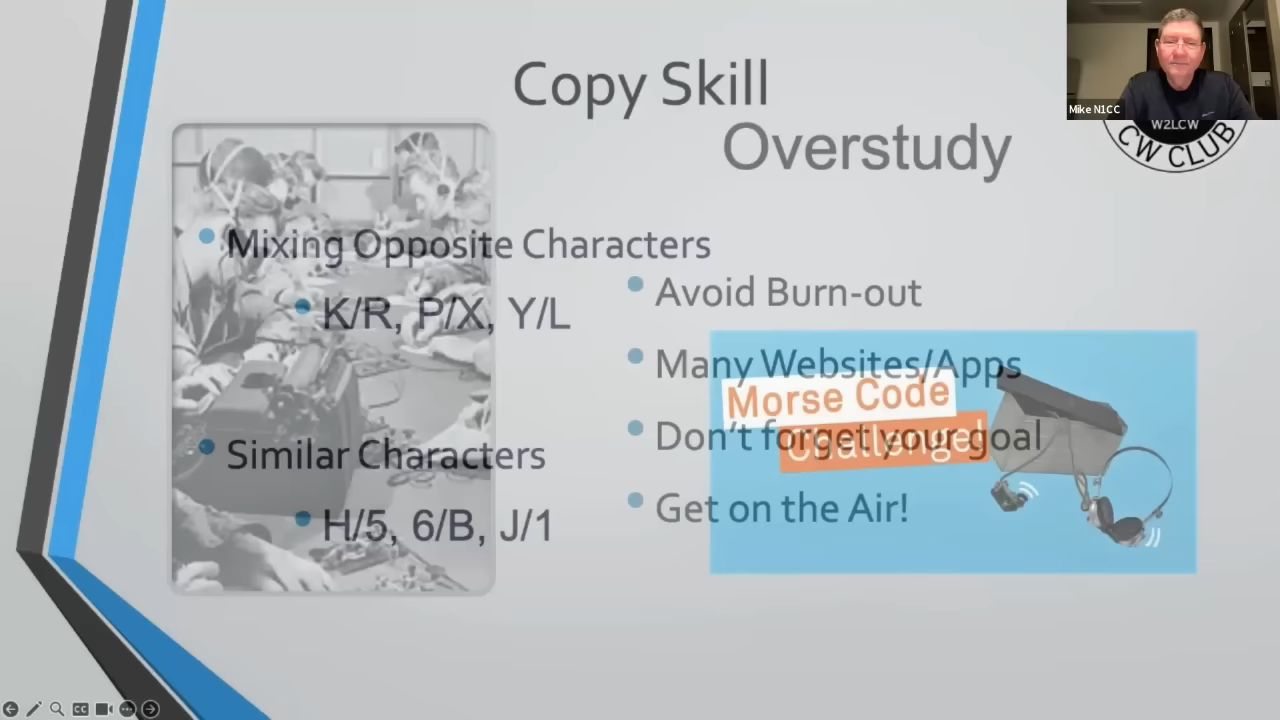 Copy Skill
Overstudy
Mike N1CC
W2LCW
CW CLUB
Mixing Opposite Characters
K/R, P/X, Y/L
Similar Characters
H/5, 6/B, J/1
Avoid Burn-out
Many Websites/Apps
Don't forget your goal
Get on the Air!
Morse Code
Challenge!
CC